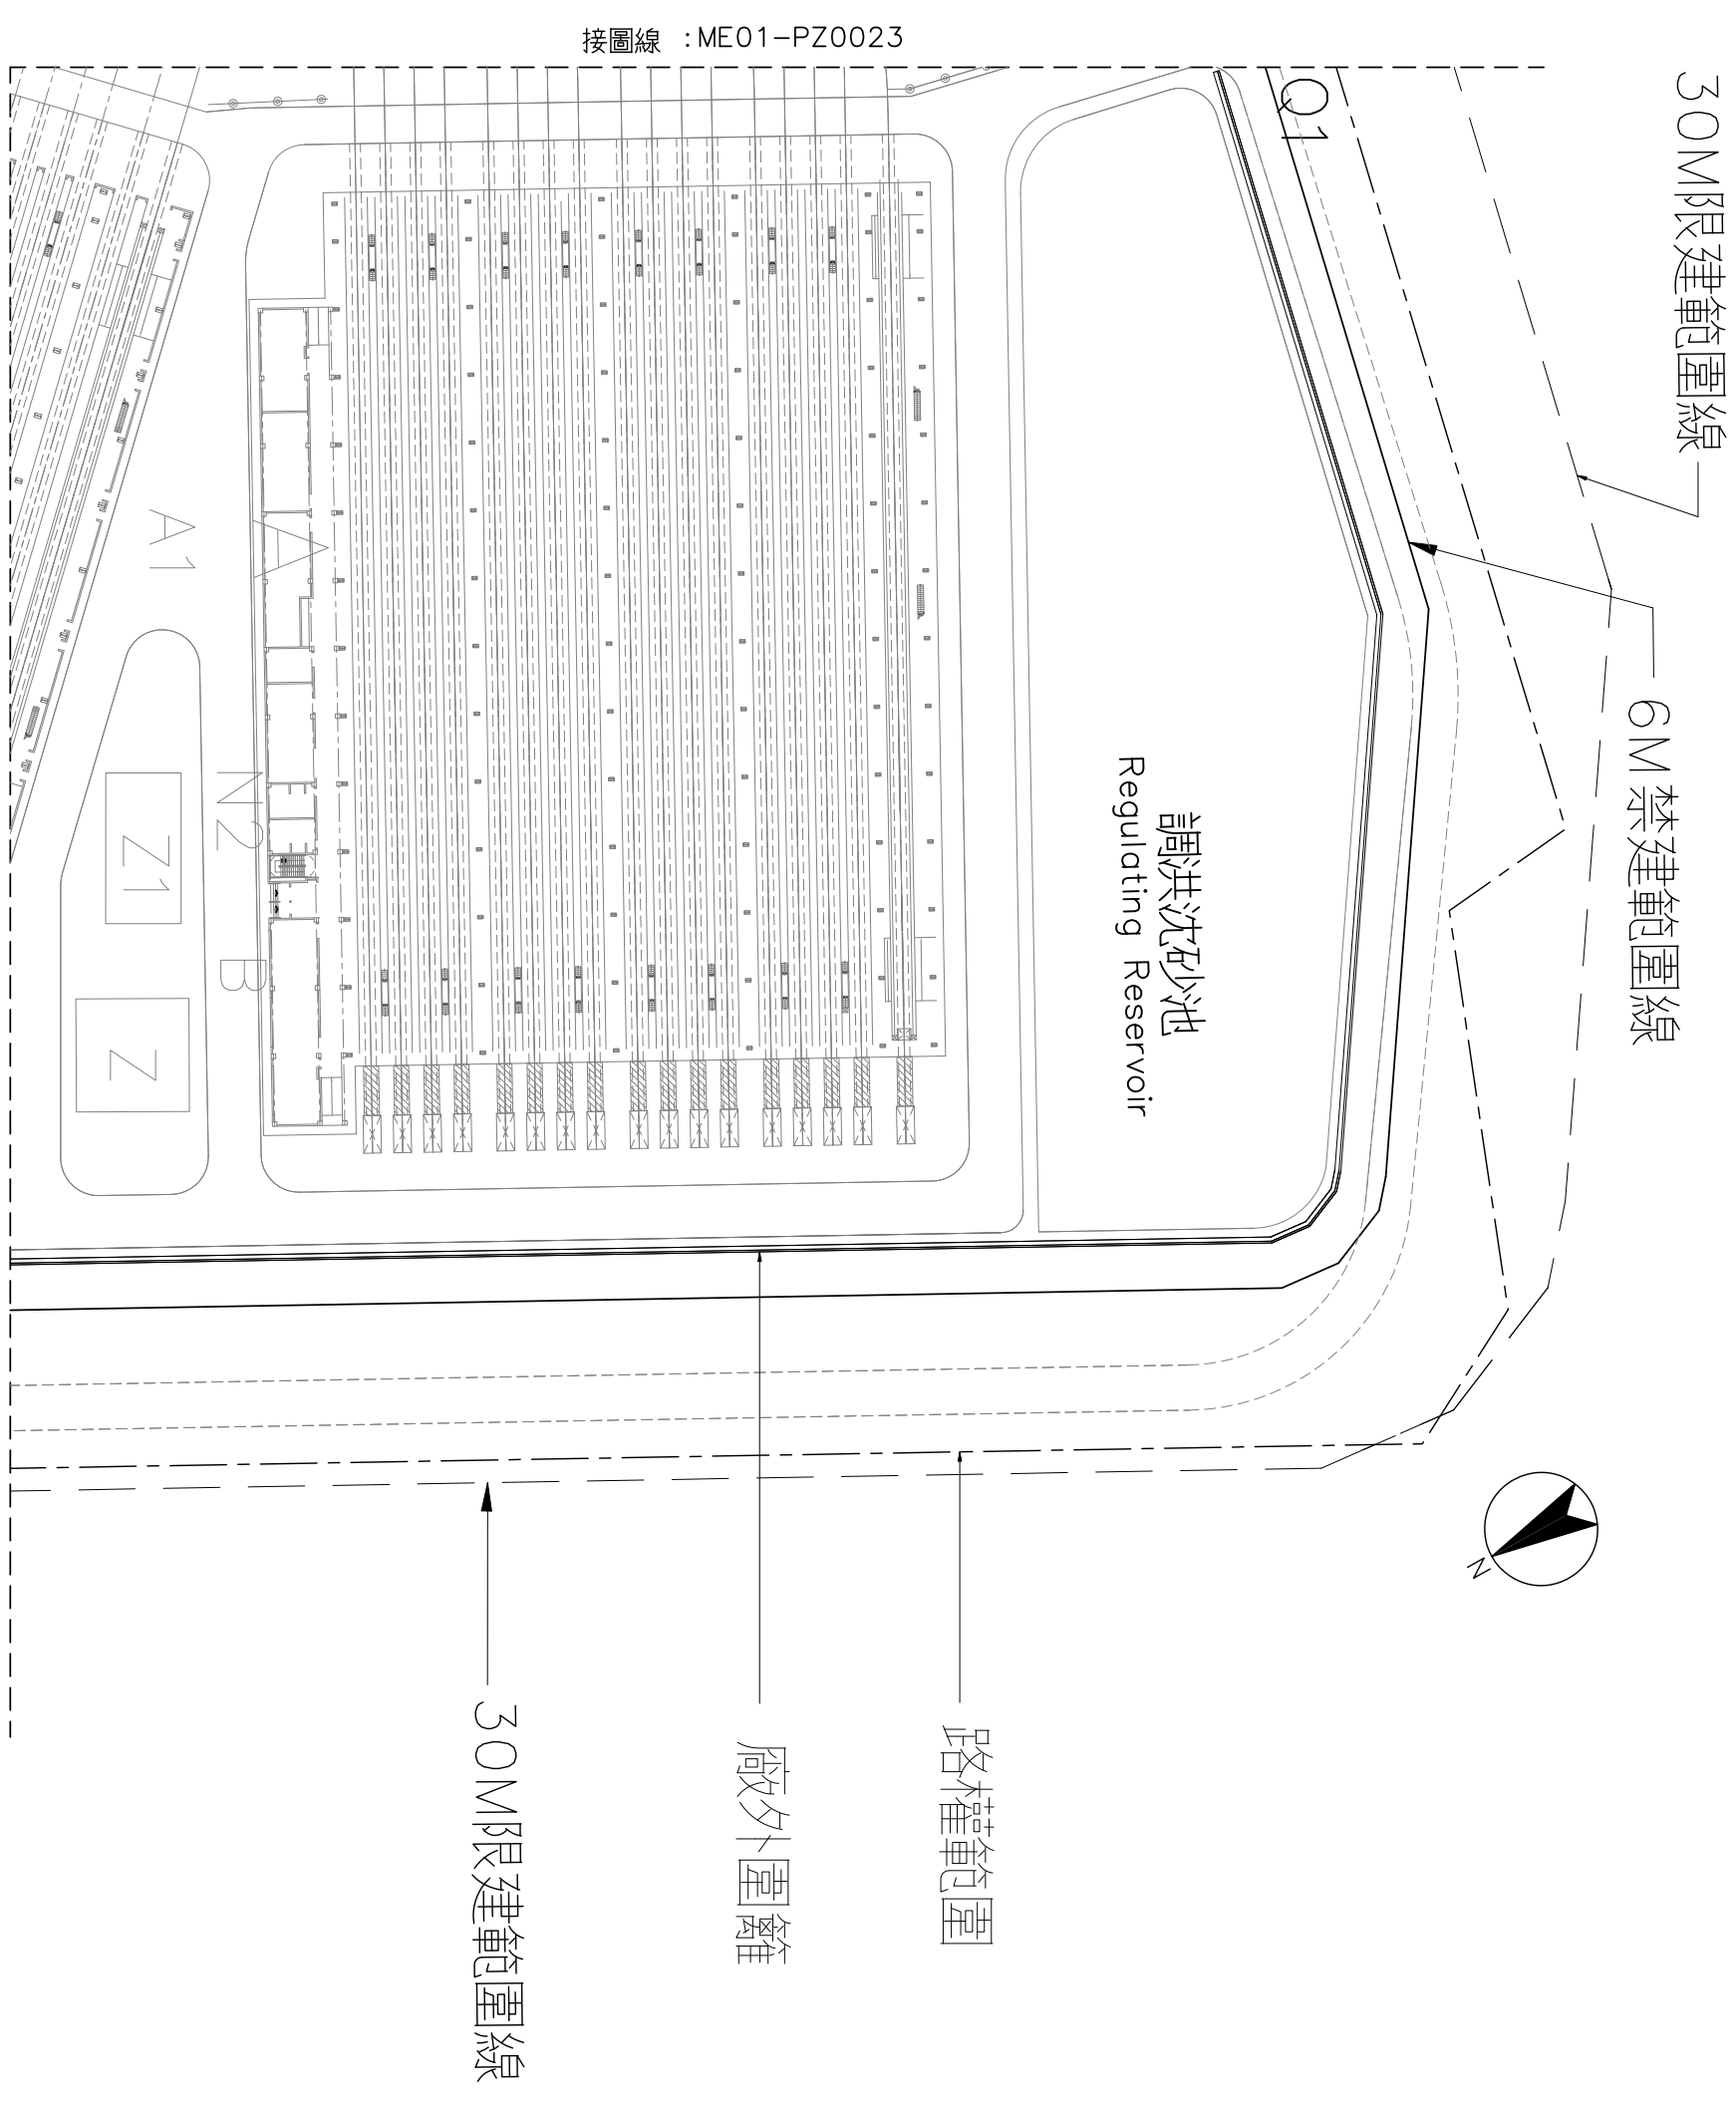 接圖線 :ME01-PZ0023
30M限建範圍線
Q1
6M禁建範圍線
調洪沈砂池
Regulating Reservoir
A
A1
N2
Z1
B
Z
N
30M限建範圍線
廠外圍籬
路權範圍